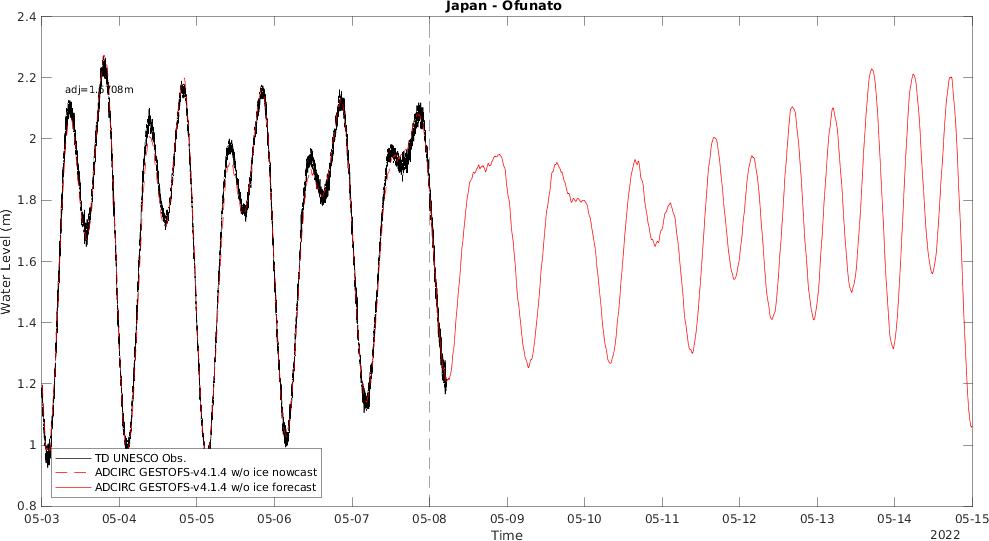 Japan - Ofunato
2.4
2.2
2
1.8
1.6
1.4
1.2
1
0.8
Water Level (m)
adj=1.6708m
TD UNESCO Obs.
ADCIRC GESTOFS-v4.1.4 w/o ice nowcast
ADCIRC GESTOFS-v4.1.4 w/o ice forecast
05-03 05-04 05-05 05-06 05-07 05-08 05-09 05-10 05-11 05-12 05-13 05-14 05-15
Time
2022